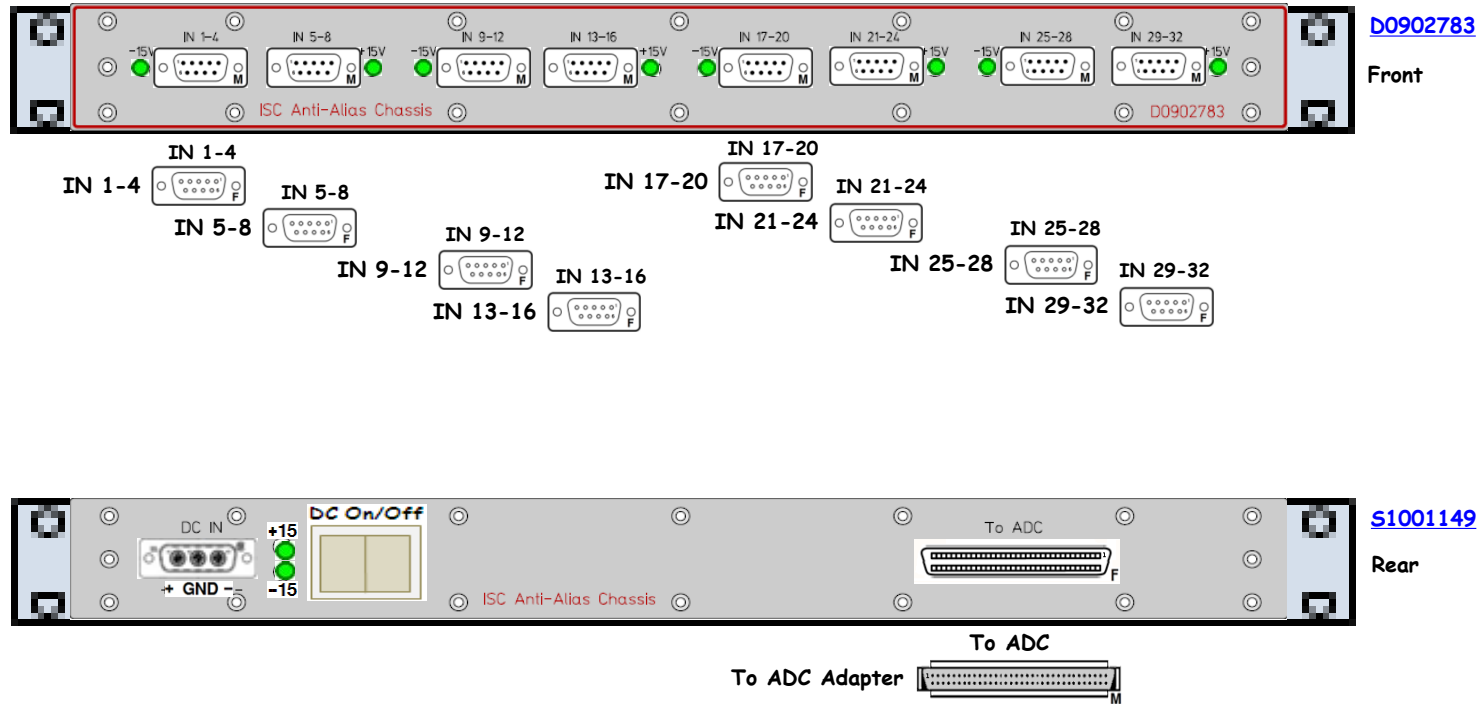 IN 1-4 IN 5-8 IN 9-12 IN 13-16 IN 17-20 IN 21-24 IN 25-28 IN 29-32
-15V +15V -15V +15V -15V +15V -15V +15V
M M M M M M M M
ISC Anti-Alias Chassis D0902783
D0902783
Front
IN 1-4
IN 1-4 F
IN 5-8
IN 5-8 F
IN 9-12
IN 9-12 F
IN 13-16
IN 13-16 F
IN 17-20
IN 17-20 F
IN 21-24
IN 21-24 F
IN 25-28
IN 25-28 F
IN 29-32
IN 29-32 F
DC IN
+ GND -
+15
-15
DC On/Off
ISC Anti-Alias Chassis
To ADC
1
F
S1001149
Rear
To ADC
To ADC Adapter
1
M